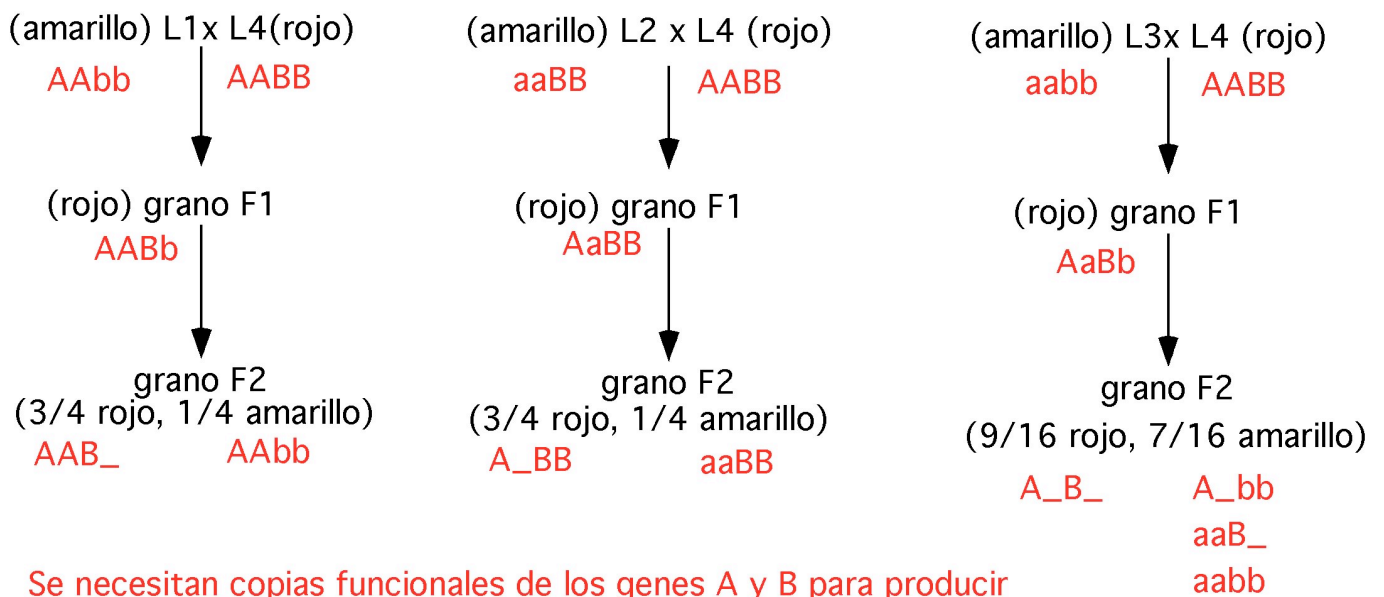 (amarillo) L1x L4(rojo)
AAbb AABB
(rojo) grano F1
AABb
grano F2
(3/4 rojo, 1/4 amarillo)
AAB_ AAbb
(amarillo) L2 x L4 (rojo)
aaBB AABB
(rojo) grano F1
AaBB
grano F2
(3/4 rojo, 1/4 amarillo)
A_BB aaBB
(amarillo) L3x L4 (rojo)
aabb AABB
(rojo) grano F1
AaBb
grano F2
(9/16 rojo, 7/16 amarillo)
A_B_ A_bb
aaB_
aabb
Se necesitan copias funcionales de los genes A y B para producir